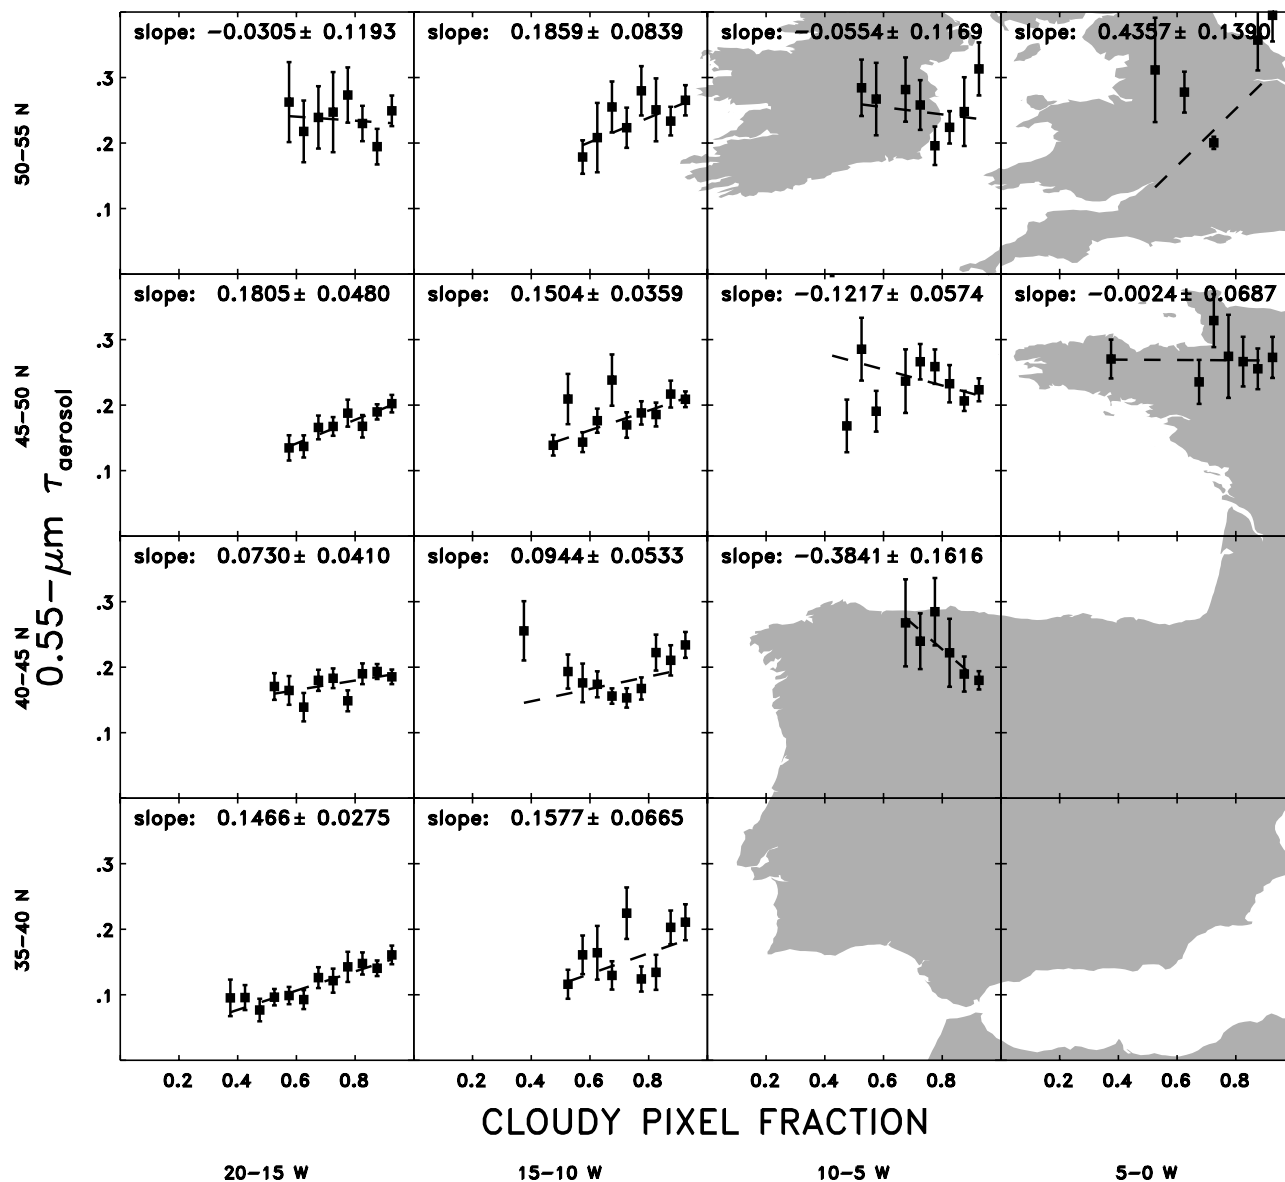 slope: −0.0305± 0.1193
slope: 0.1859± 0.0839
slope: −0.0554± 0.1169
slope: 0.4357± 0.1390
.3
.2
.1
50−55 N
slope: 0.1805± 0.0480
slope: 0.1504± 0.0359
slope: −0.1217± 0.0574
slope: −0.0024± 0.0687
.3
.2
.1
45−50 N
0.55−μm τaerosol
slope: 0.0730± 0.0410
slope: 0.0944± 0.0533
slope: −0.3841± 0.1616
.3
.2
.1
40−45 N
slope: 0.1466± 0.0275
slope: 0.1577± 0.0665
.3
.2
.1
35−40 N
0.2 0.4 0.6 0.8 0.2 0.4 0.6 0.8 0.2 0.4 0.6 0.8 0.2 0.4 0.6 0.8
CLOUDY PIXEL FRACTION
20−15 W 15−10 W 10−5 W 5−0 W